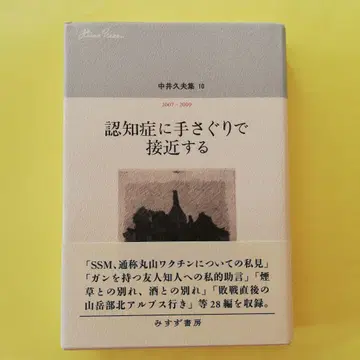 中井久夫集 10
2007－2009
認知症に手さぐりで
接近する
「SSM、通称丸山ワクチンについての私見」
「ガンを持つ友人知人への私的助言」「煙
草との別れ、酒との別れ」「敗戦直後の
山岳部北アルプス行き」等28編を収録。
みすず書房